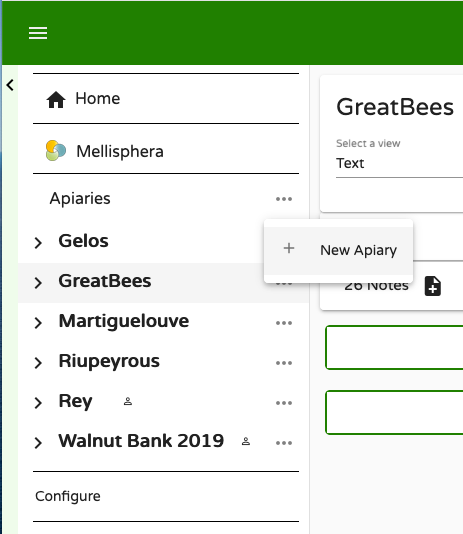 Home
Mellisphera
Apiaries
Gelos
GreatBees
Martiguelouve
Riupeyrous
Rey
Walnut Bank 2019
Configure
New Apiary
GreatBees
Select a view
Text
26 Notes